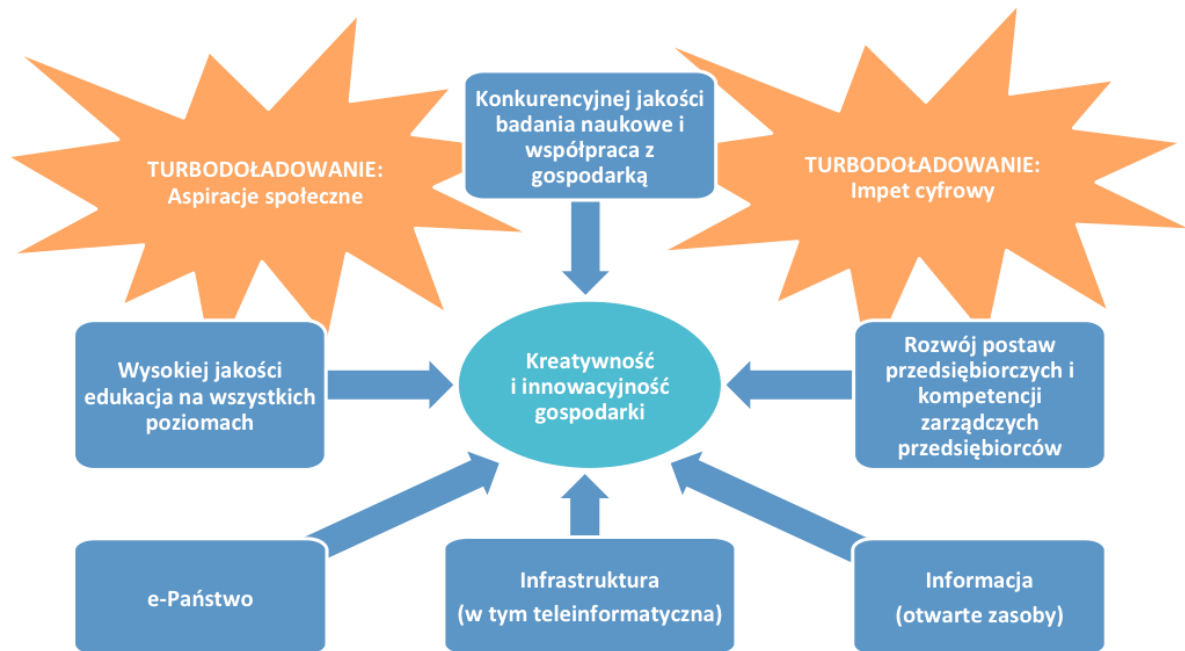 Konkurencyjnej jakości
badania naukowe i
współpraca z
gospodarką
TURBODOŁADOWANIE:
Aspiracje społeczne
TURBODOŁADOWANIE:
Impet cyfrowy
Wysokiej jakości
edukacja na wszystkich
poziomach
Kreatywność
i innowacyjność
gospodarki
Rozwój postaw
przedsiębiorczych i
kompetencji
zarządczych
przedsiębiorców
e-Państwo
Infrastruktura
(w tym teleinformatyczna)
Informacja
(otwarte zasoby)